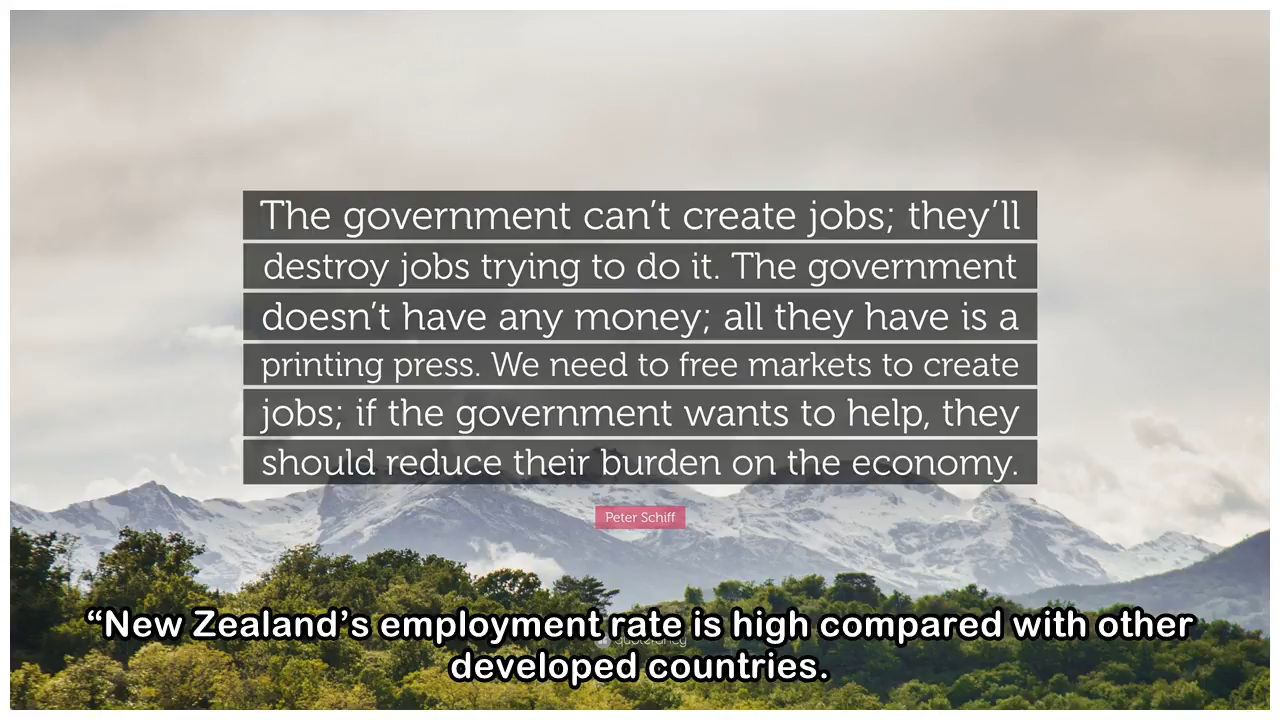 The government can’t create jobs; they’ll
destroy jobs trying to do it. The government
doesn’t have any money; all they have is a
printing press. We need to free markets to create
jobs; if the government wants to help, they
should reduce their burden on the economy.
Peter Schiff
“New Zealand’s employment rate is high compared with other
quotefancy
developed countries.